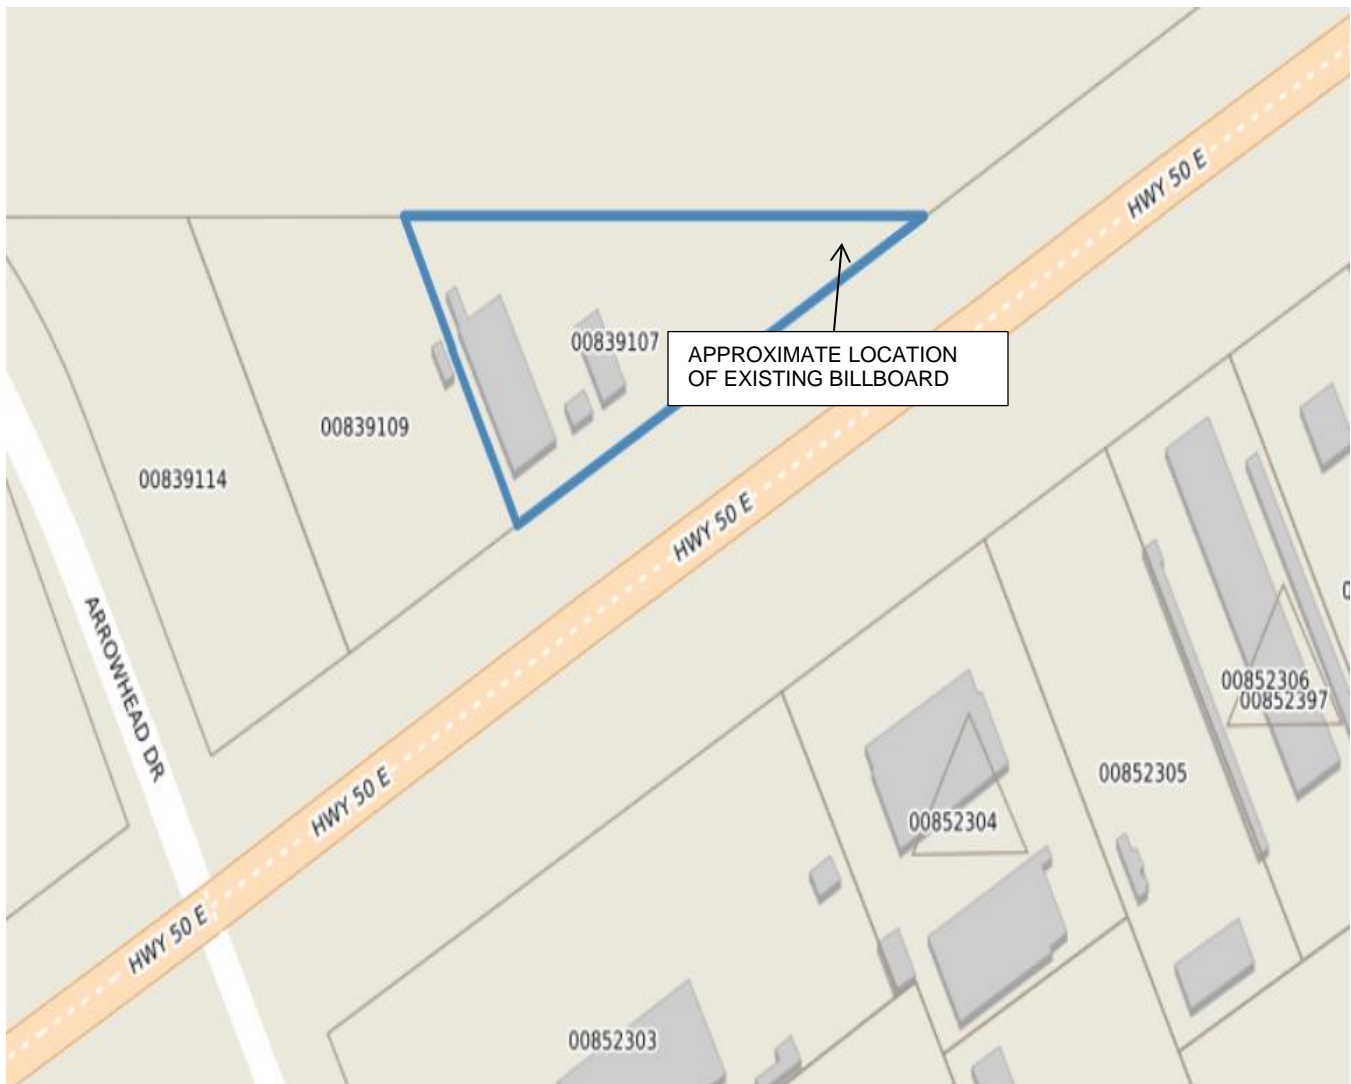 HWY 50 E
00839107
APPROXIMATE LOCATION
OF EXISTING BILLBOARD
00839109
00839114
HWY 50 E
ARROWHEAD DR
00852306
00852397
00852305
HWY 50 E
00852304
HWY 50 E
00852303